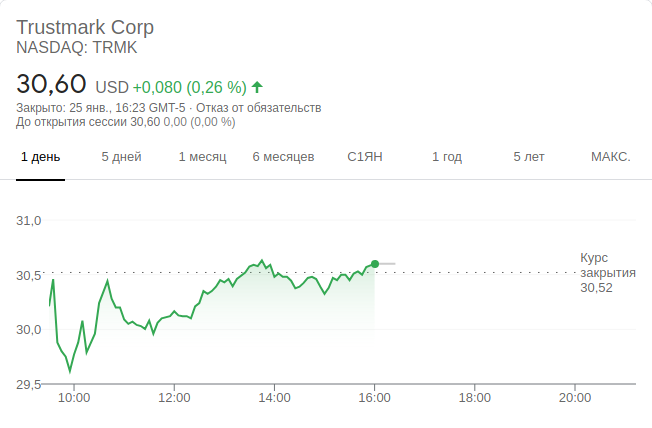 Trustmark Corp
NASDAQ: TRMK
30,60 USD +0,080 (0,26 %)
Закрыто: 25 янв., 16:23 GMT-5 · Отказ от обязательств
До открытия сессии 30,60 0,00 (0,00 %)
1 день 5 дней 1 месяц 6 месяцев С1ЯН 1 год 5 лет МАКС.
31,0
Курс
30,5 закрытия
30,52
30,0
29,5
10:00 12:00 14:00 16:00 18:00 20:00